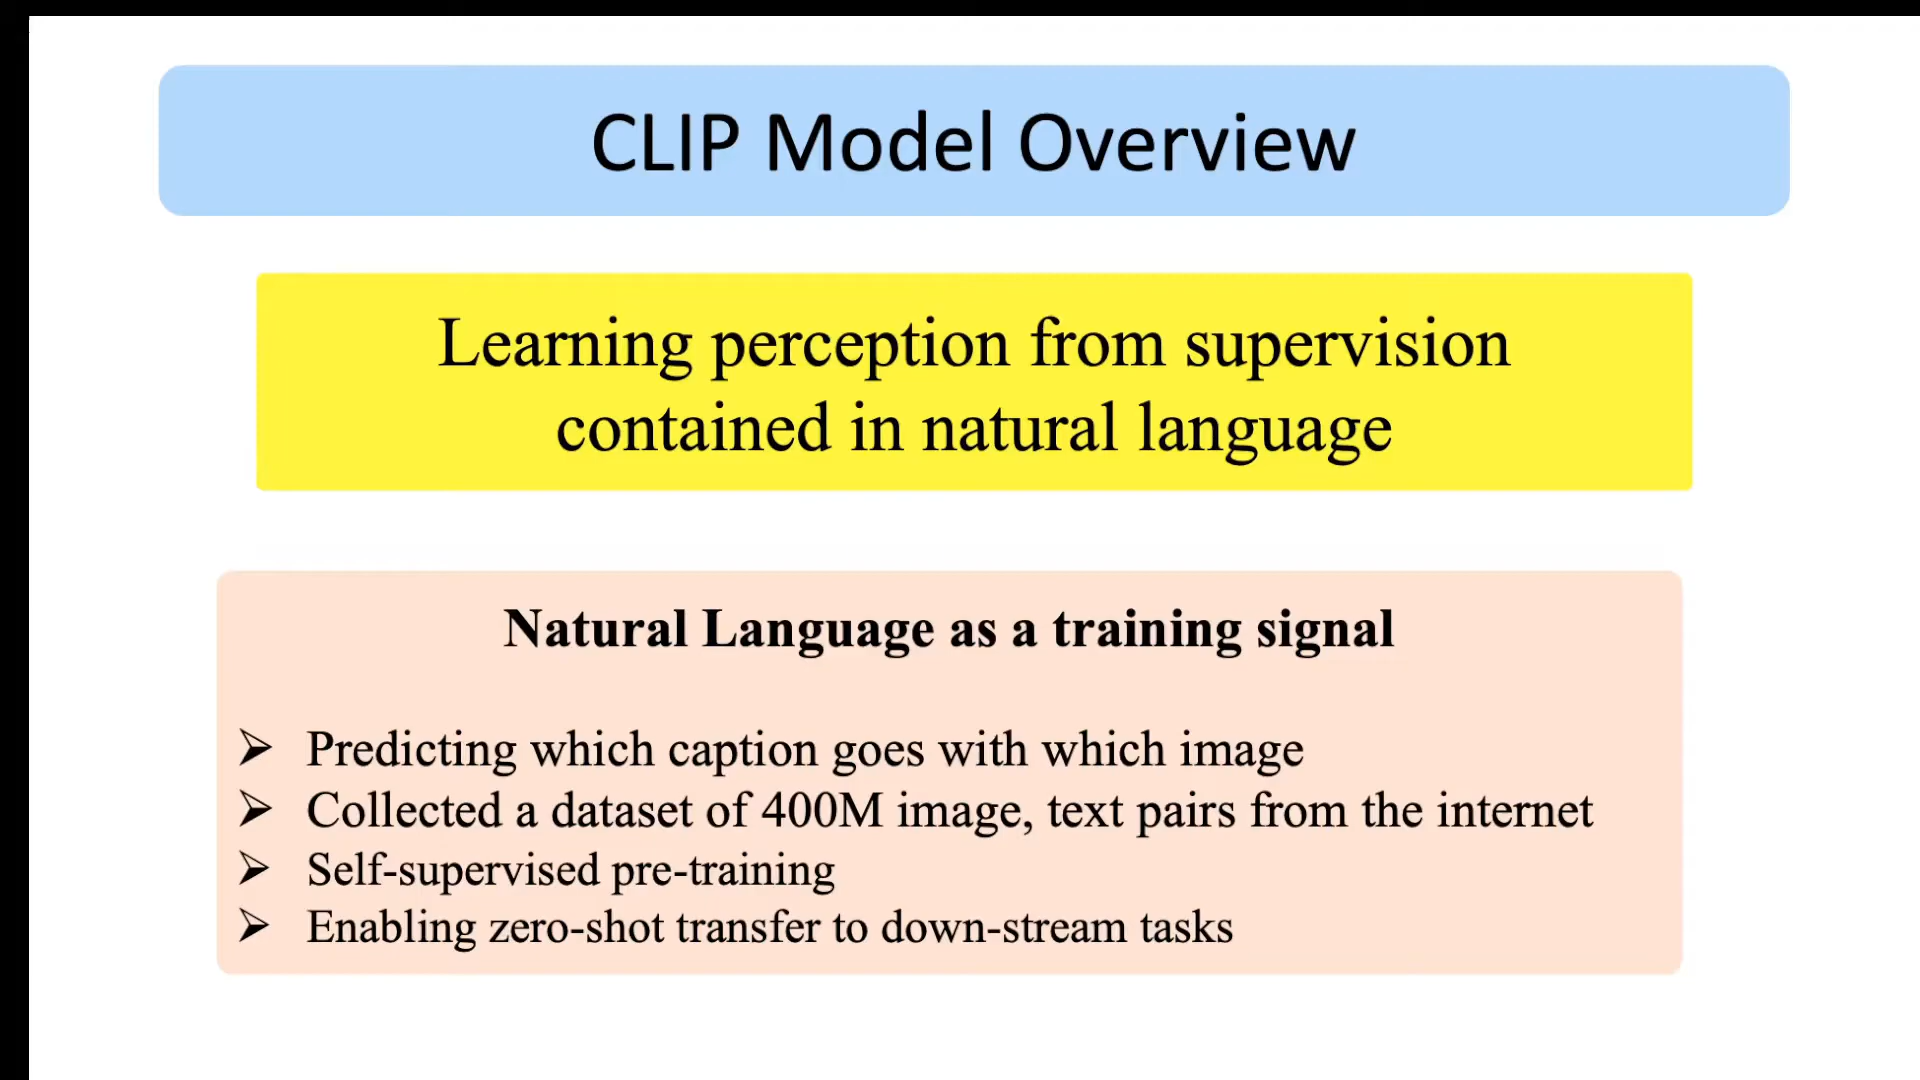 CLIP Model Overview
Learning perception from supervision
contained in natural language
Natural Language as a training signal
➢ Predicting which caption goes with which image
➢ Collected a dataset of 400M image, text pairs from the internet
➢ Self-supervised pre-training
➢ Enabling zero-shot transfer to down-stream tasks